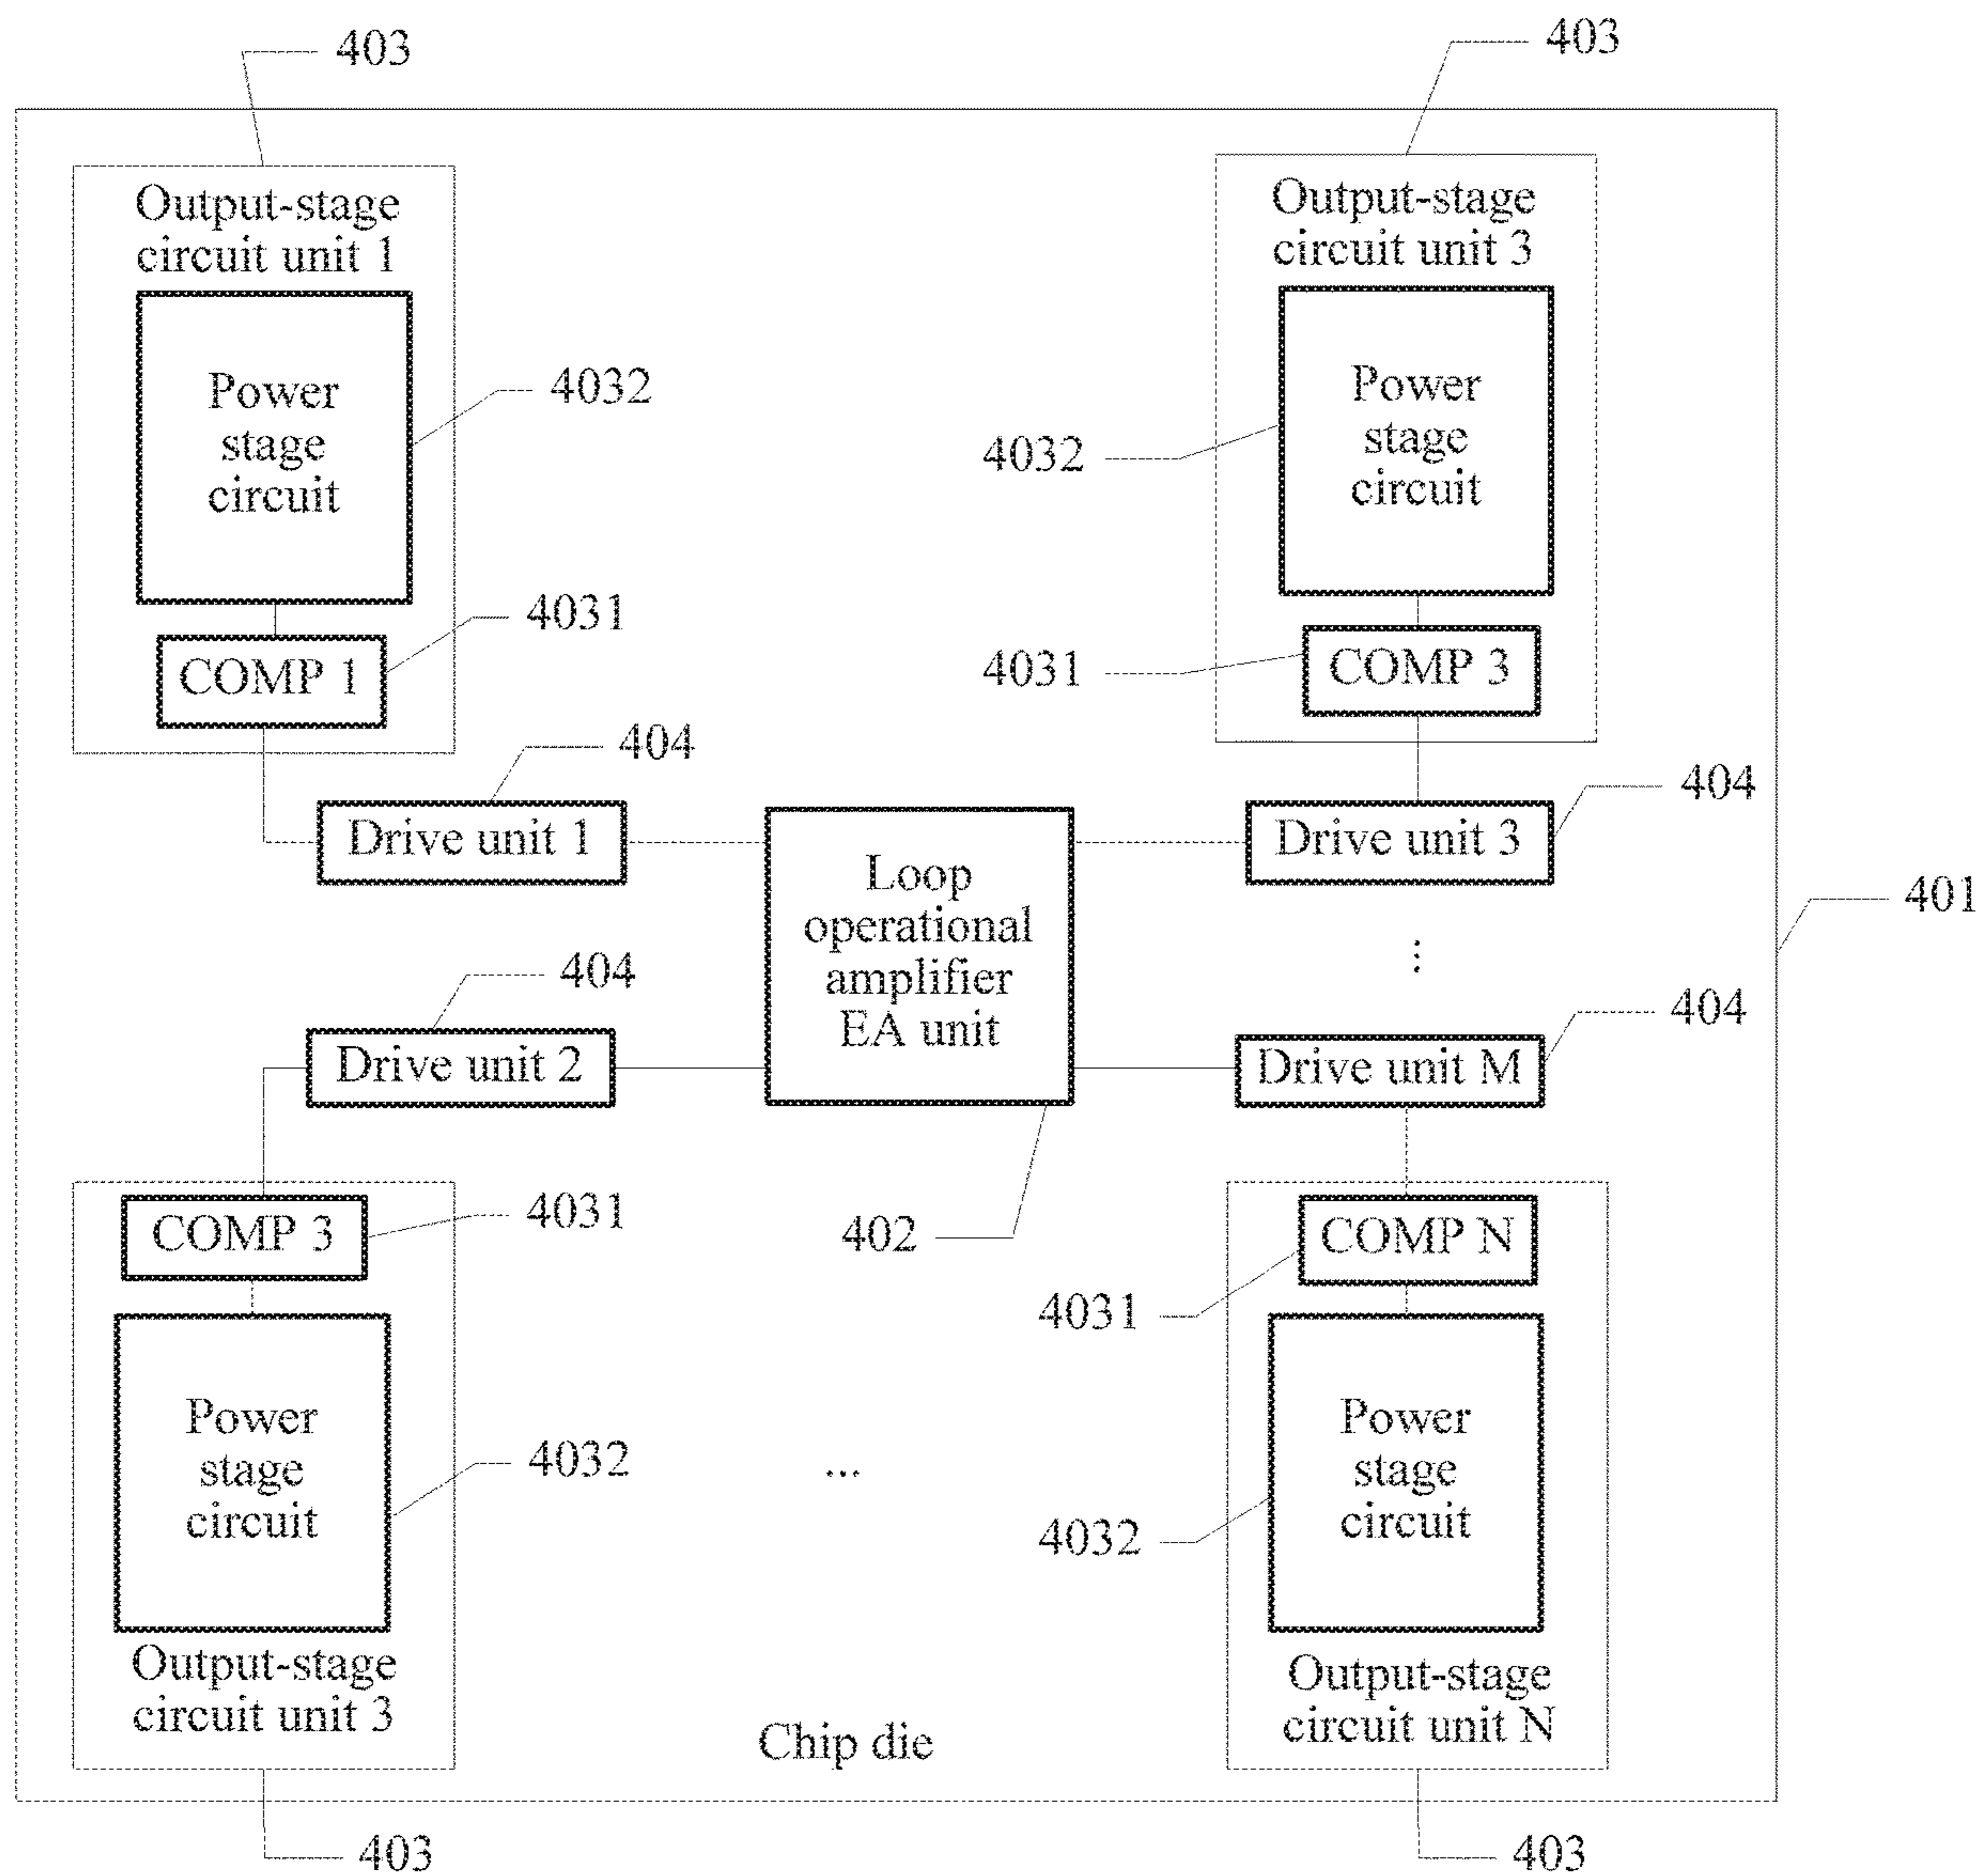 403
403
Output-stage
circuit unit 1
Power
stage
circuit
4032
4031
COMP 1
Output-stage
circuit unit 3
Power
stage
circuit
4032
4031
COMP 3
404
Drive unit 1
404
Drive unit 3
Loop
operational
amplifier
EA unit
401
⋮
404
Drive unit 2
404
Drive unit M
402
COMP 3
4031
Power
stage
circuit
4032
Output-stage
circuit unit 3
...
COMP N
4031
Power
stage
circuit
4032
Output-stage
circuit unit N
Chip die
403
403